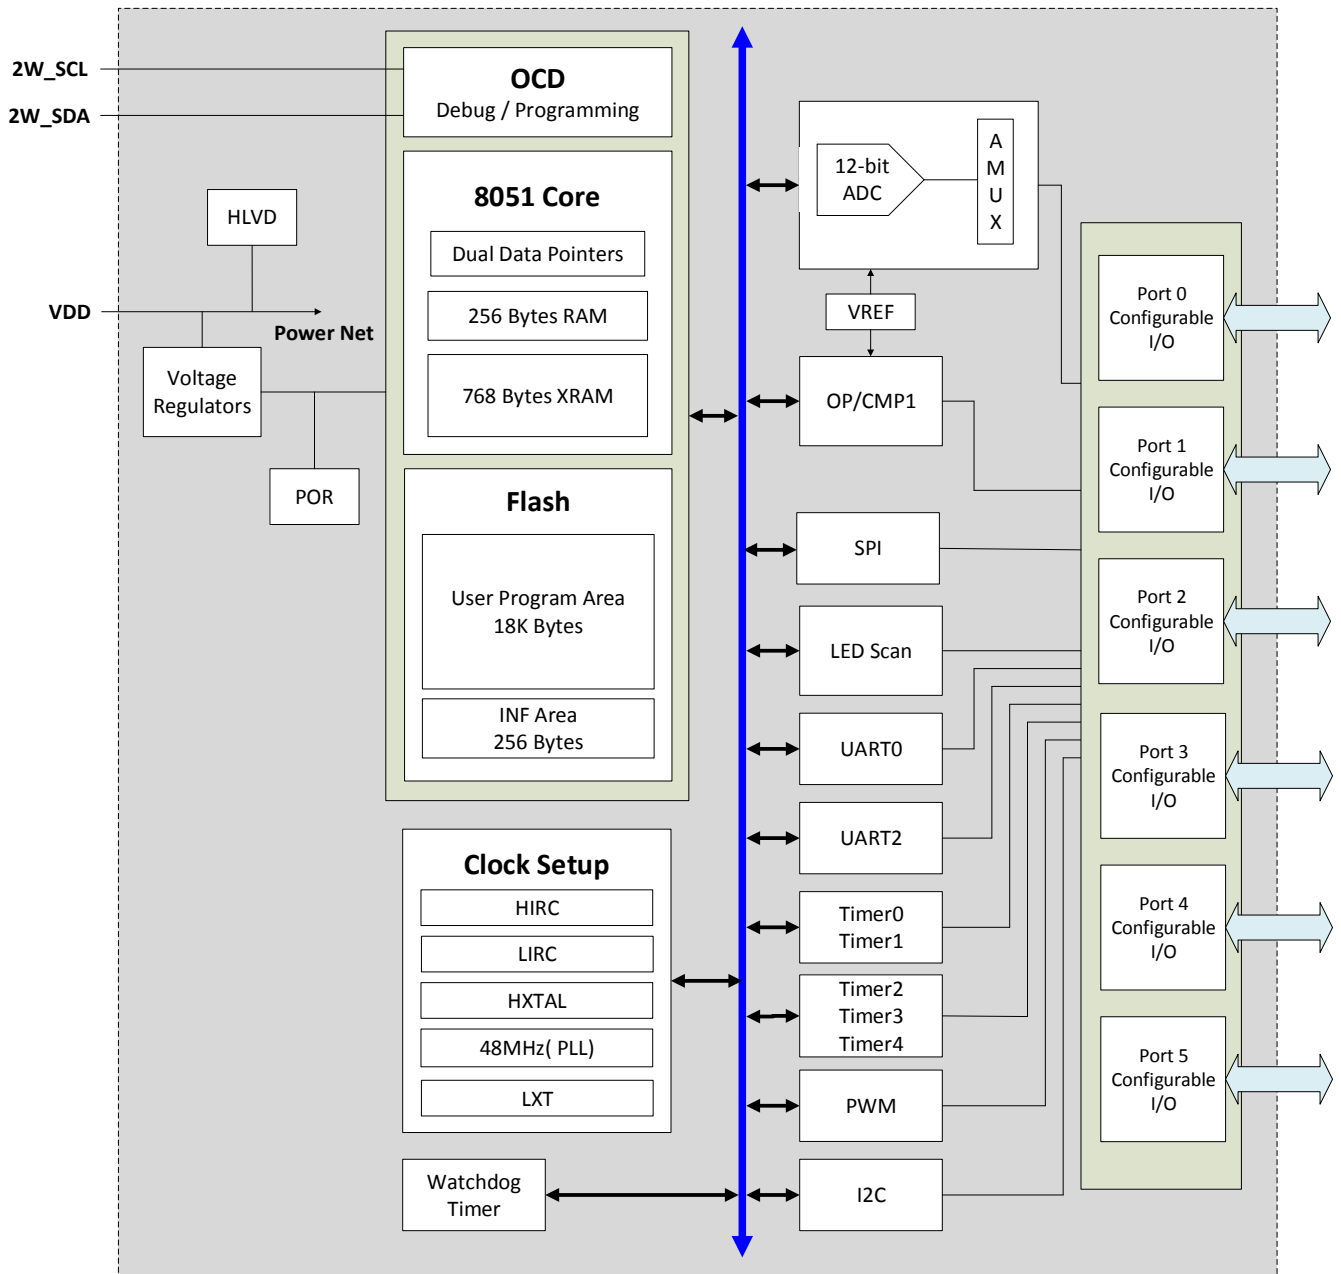 2W_SCL
2W_SDA
OCD
Debug / Programming
8051 Core
Dual Data Pointers
256 Bytes RAM
768 Bytes XRAM
HLVD
VDD
Power Net
Voltage
Regulators
POR
Flash
User Program Area
18K Bytes
INF Area
256 Bytes
Clock Setup
HIRC
LIRC
HXTAL
48MHz( PLL)
LXT
Watchdog
Timer
12-bit
ADC
A
M
U
X
VREF
OP/CMP1
SPI
LED Scan
UART0
UART2
Timer0
Timer1
Timer2
Timer3
Timer4
PWM
I2C
Port 0
Configurable
I/O
Port 1
Configurable
I/O
Port 2
Configurable
I/O
Port 3
Configurable
I/O
Port 4
Configurable
I/O
Port 5
Configurable
I/O